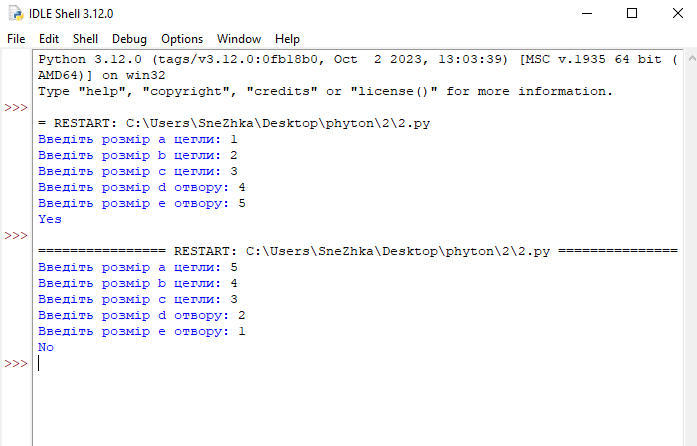 IDLE Shell 3.12.0
File Edit Shell Debug Options Window Help
Python 3.12.0 (tags/v3.12.0:0fb18b0, Oct  2 2023, 13:03:39) [MSC v.1935 64 bit (
AMD64)] on win32
Type "help", "copyright", "credits" or "license()" for more information.
>>>
= RESTART: C:\Users\SneZhka\Desktop\phyton\2\2.py
Введіть розмір a цегли: 1
Введіть розмір b цегли: 2
Введіть розмір c цегли: 3
Введіть розмір d отвору: 4
Введіть розмір e отвору: 5
Yes
>>>
================ RESTART: C:\Users\SneZhka\Desktop\phyton\2\2.py ===============
Введіть розмір a цегли: 5
Введіть розмір b цегли: 4
Введіть розмір c цегли: 3
Введіть розмір d отвору: 2
Введіть розмір e отвору: 1
No
>>>